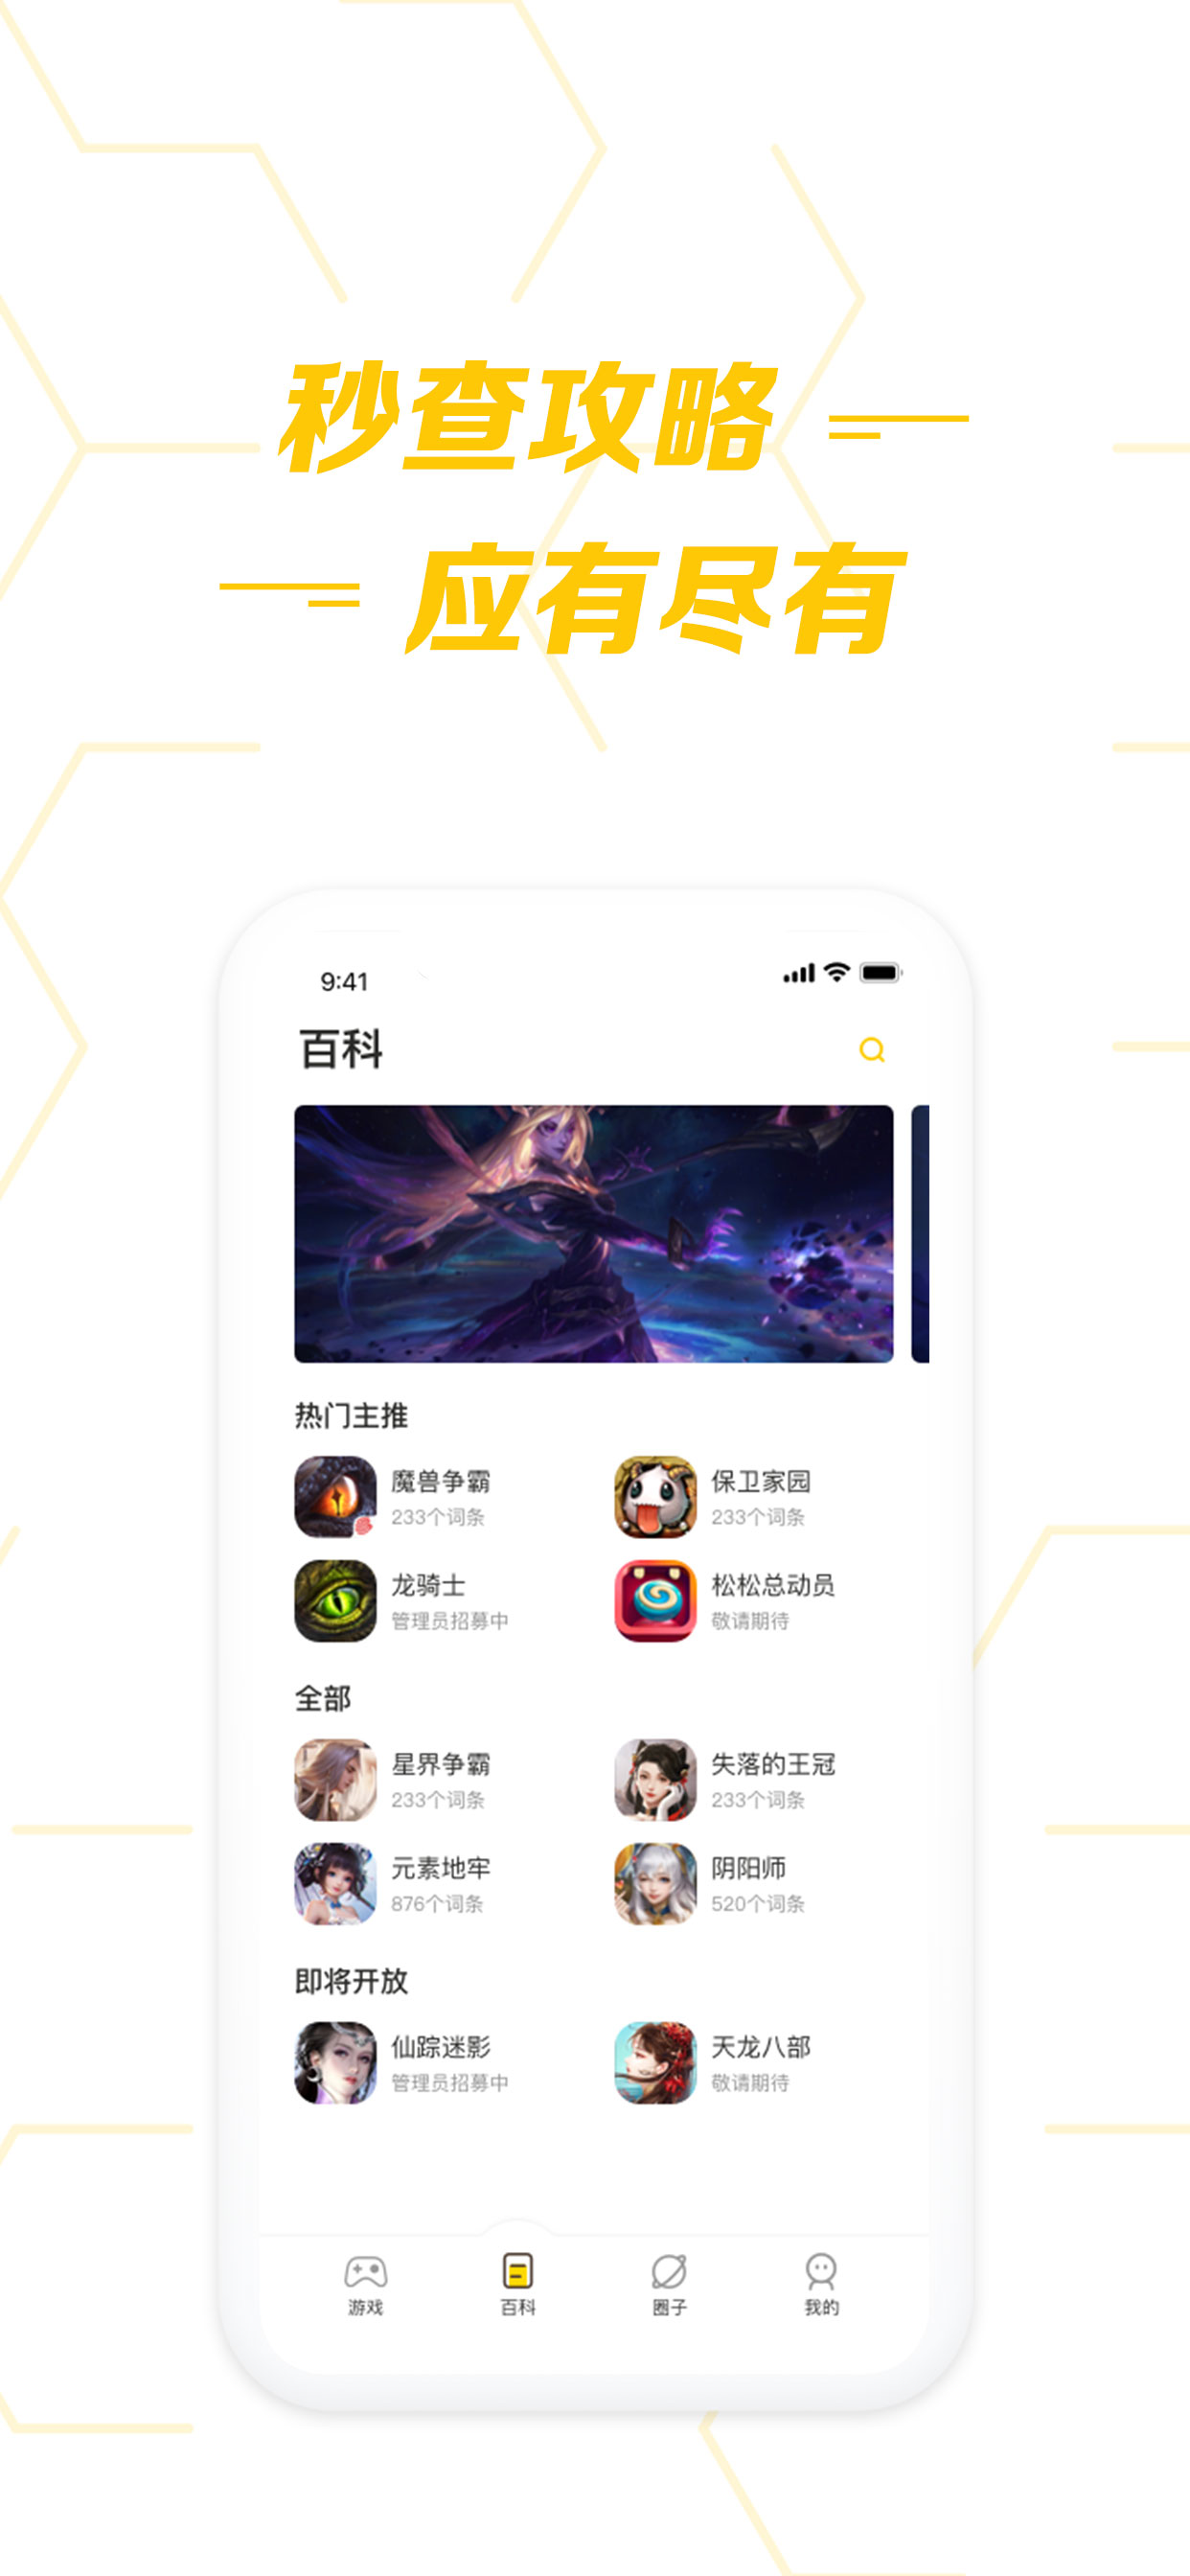 秒查攻略
应有尽有
9:41
百科
热门主推
魔兽争霸
233个词条
保卫家园
233个词条
龙骑士
管理员招募中
松松总动员
敬请期待
全部
星界争霸
233个词条
失落的王冠
233个词条
元素地牢
876个词条
阴阳师
520个词条
即将开放
仙踪迷影
管理员招募中
天龙八部
敬请期待
游戏 百科 圈子 我的